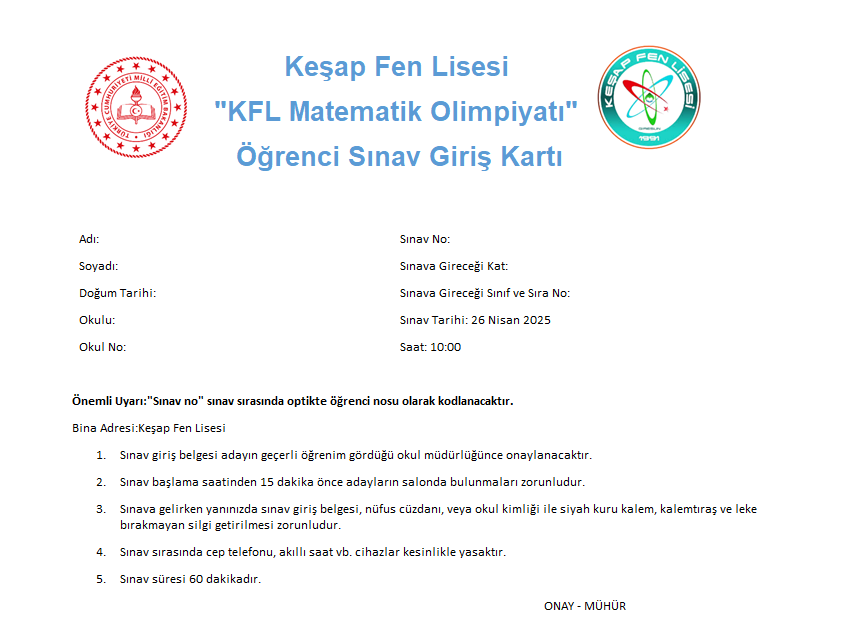 Keşap Fen Lisesi
"KFL Matematik Olimpiyatı"
Öğrenci Sınav Giriş Kartı
TÜRKİYE CUMHURİYETİ MİLLİ EĞİTİM BAKANLIĞI
KEŞAP FEN LİSESİ
GİRESUN
1991
Adı:
Sınav No:
Soyadı:
Sınava Gireceği Kat:
Doğum Tarihi:
Sınava Gireceği Sınıf ve Sıra No:
Okulu:
Sınav Tarihi: 26 Nisan 2025
Okul No:
Saat: 10:00
Önemli Uyarı:"Sınav no" sınav sırasında optikte öğrenci nosu olarak kodlanacaktır.
Bina Adresi:Keşap Fen Lisesi
1. Sınav giriş belgesi adayın geçerli öğrenim gördüğü okul müdürlüğünce onaylanacaktır.
2. Sınav başlama saatinden 15 dakika önce adayların salonda bulunmaları zorunludur.
3. Sınava gelirken yanınızda sınav giriş belgesi, nüfus cüzdanı, veya okul kimliği ile siyah kuru kalem, kalemtıraş ve leke
bırakmayan silgi getirilmesi zorunludur.
4. Sınav sırasında cep telefonu, akıllı saat vb. cihazlar kesinlikle yasaktır.
5. Sınav süresi 60 dakikadır.
ONAY - MÜHÜR